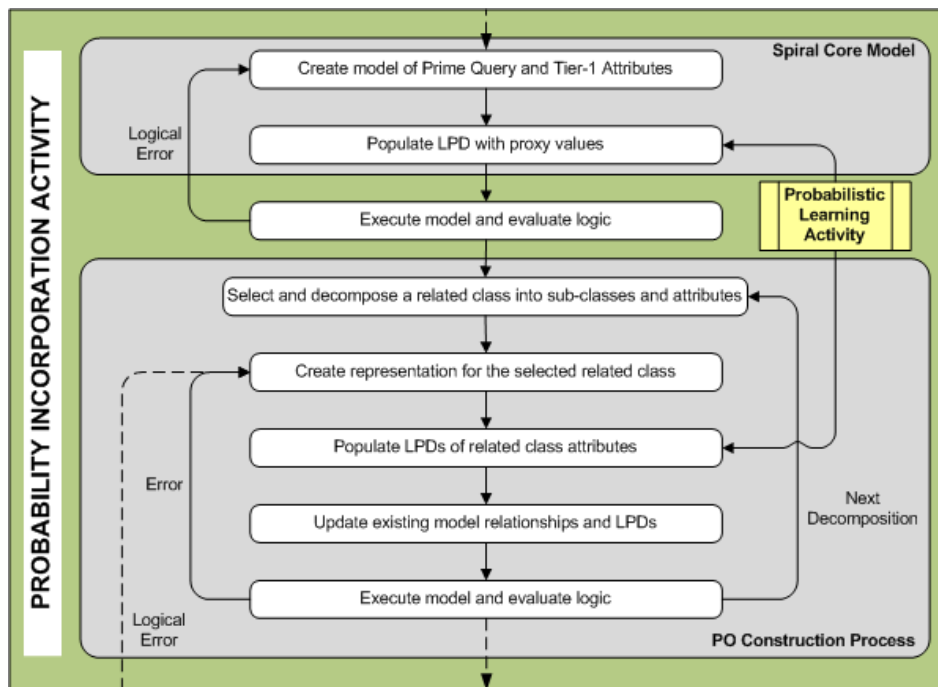 PROBABILITY INCORPORATION ACTIVITY
Spiral Core Model
Create model of Prime Query and Tier-1 Attributes
Logical
Error
Populate LPD with proxy values
Probabilistic
Learning
Activity
Execute model and evaluate logic
Select and decompose a related class into sub-classes and attributes
Create representation for the selected related class
Populate LPDs of related class attributes
Error
Next
Decomposition
Update existing model relationships and LPDs
Execute model and evaluate logic
Logical
Error
PO Construction Process